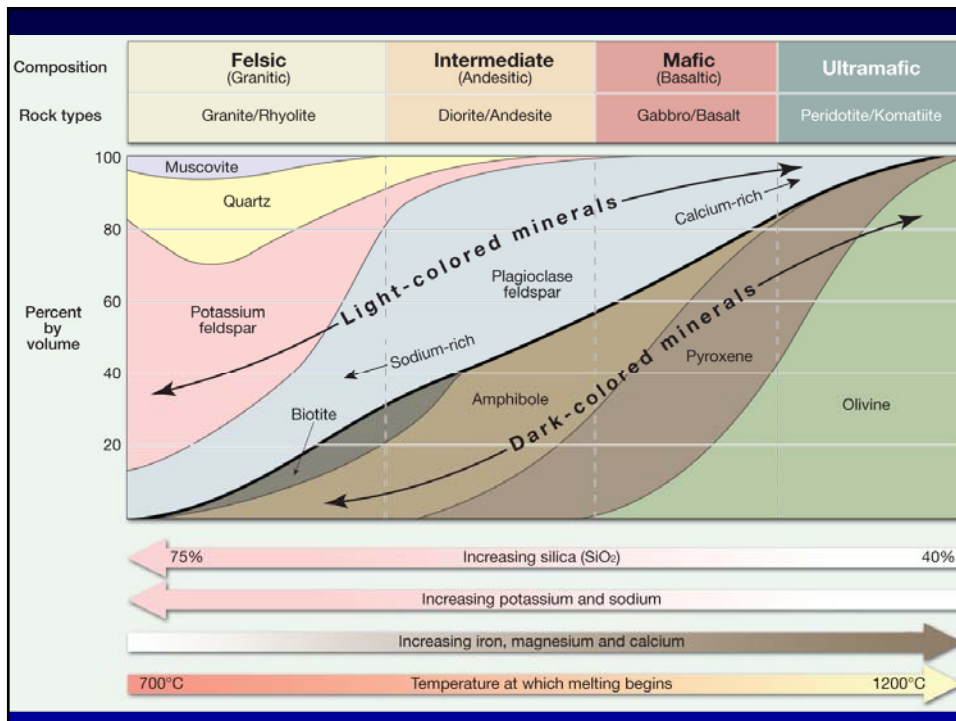 Composition
Felsic
(Granitic)
Intermediate
(Andesitic)
Mafic
(Basaltic)
Ultramafic
Rock types
Granite/Rhyolite
Diorite/Andesite
Gabbro/Basalt
Peridotite/Komatiite
Percent
by
volume
100
80
60
40
20
Muscovite
Quartz
Potassium
feldspar
Light-colored minerals
Calcium-rich
Plagioclase
feldspar
Sodium-rich
Biotite
Amphibole
Dark-colored minerals
Pyroxene
Olivine
75% Increasing silica (SiO₂) 40%
Increasing potassium and sodium
Increasing iron, magnesium and calcium
700°C Temperature at which melting begins 1200°C